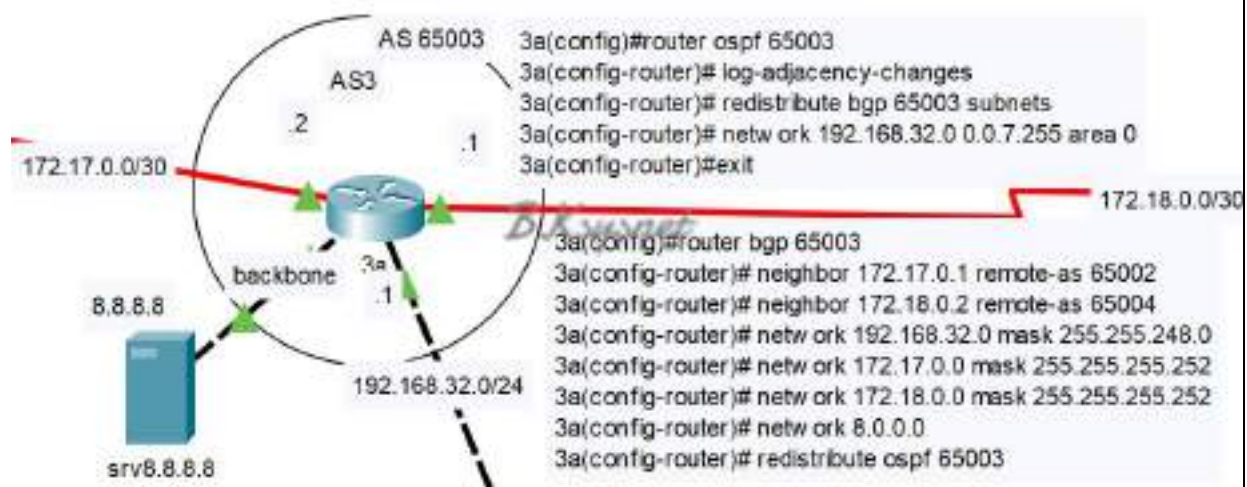 AS 65003
AS3
.2
.1
172.17.0.0/30
3a(config)#router ospf 65003
3a(config-router)# log-adjacency-changes
3a(config-router)# redistribute bgp 65003 subnets
3a(config-router)# netw ork 192.168.32.0 0.0.7.255 area 0
3a(config-router)#exit
172.18.0.0/30
backbone
3a
.1
8.8.8.8
192.168.32.0/24
srv8.8.8.8
3a(config)#router bgp 65003
3a(config-router)# neighbor 172.17.0.1 remote-as 65002
3a(config-router)# neighbor 172.18.0.2 remote-as 65004
3a(config-router)# netw ork 192.168.32.0 mask 255.255.248.0
3a(config-router)# netw ork 172.17.0.0 mask 255.255.255.252
3a(config-router)# netw ork 172.18.0.0 mask 255.255.255.252
3a(config-router)# netw ork 8.0.0.0
3a(config-router)# redistribute ospf 65003